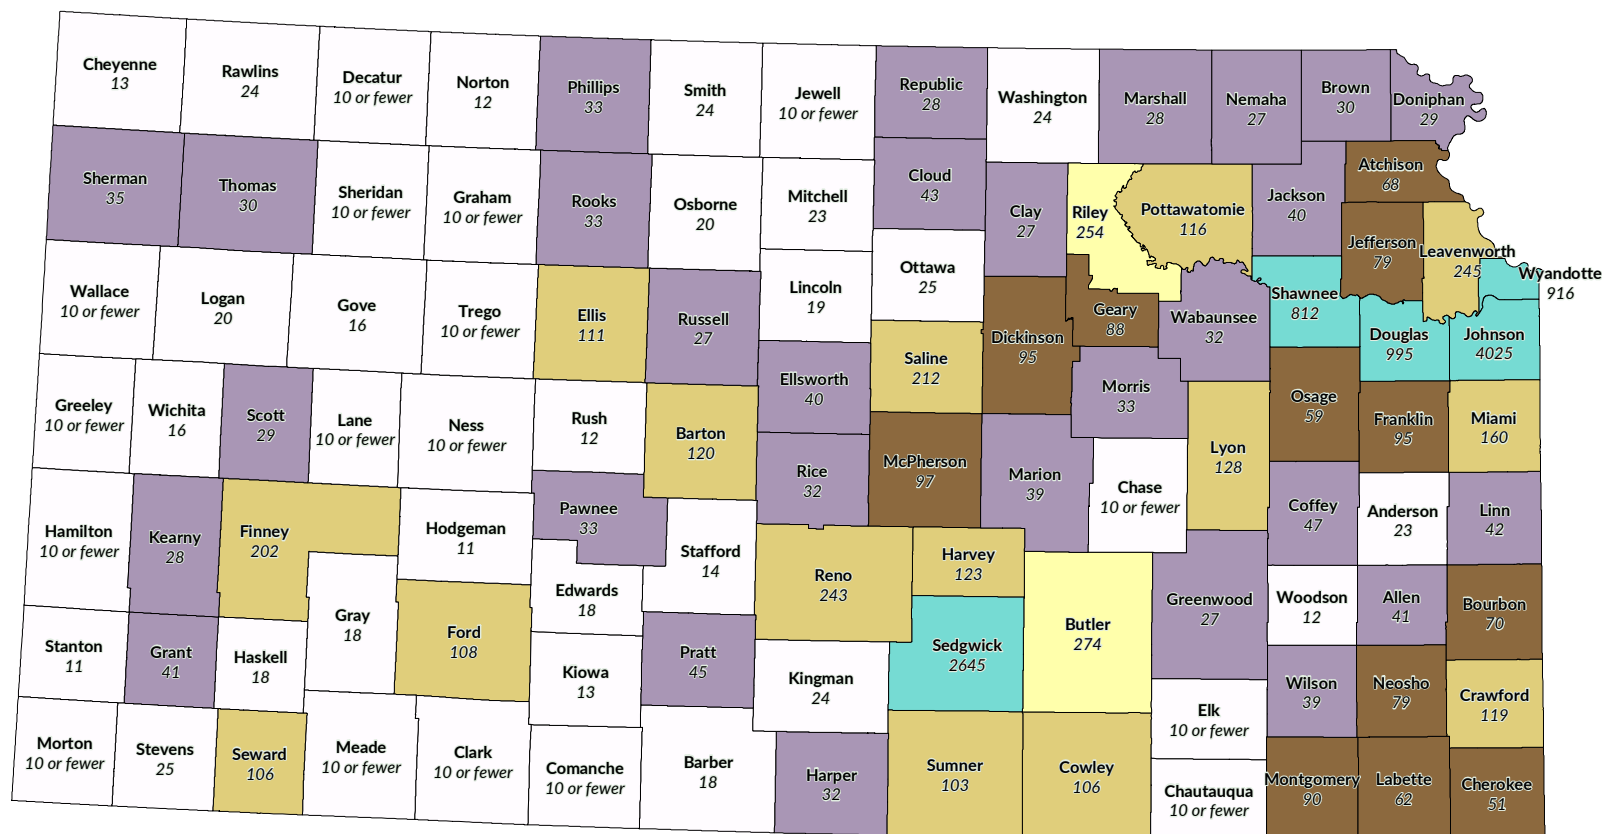 Cheyenne
13
Rawlins
24
Decatur
10 or fewer
Norton
12
Phillips
33
Smith
24
Jewell
10 or fewer
Republic
28
Washington
24
Marshall
28
Nemaha
27
Brown
30
Doniphan
29
Sherman
35
Thomas
30
Sheridan
10 or fewer
Graham
10 or fewer
Rooks
33
Osborne
20
Mitchell
23
Cloud
43
Clay
27
Riley
254
Pottawatomie
116
Jackson
40
Atchison
68
Jefferson
79
Leavenworth
245
Wyandotte
916
Wallace
10 or fewer
Logan
20
Gove
16
Trego
10 or fewer
Ellis
111
Russell
27
Lincoln
19
Ottawa
25
Saline
212
Dickinson
95
Geary
88
Wabaunsee
32
Shawnee
812
Douglas
995
Johnson
4025
Greeley
10 or fewer
Wichita
16
Scott
29
Lane
10 or fewer
Ness
10 or fewer
Rush
12
Barton
120
Ellsworth
40
Rice
32
McPherson
97
Marion
39
Morris
33
Chase
10 or fewer
Lyon
128
Osage
59
Franklin
95
Miami
160
Hamilton
10 or fewer
Kearny
28
Finney
202
Hodgeman
11
Pawnee
33
Stafford
14
Reno
243
Harvey
123
Coffey
47
Anderson
23
Linn
42
Gray
18
Ford
108
Edwards
18
Sedgwick
2645
Butler
274
Greenwood
27
Woodson
12
Allen
41
Bourbon
70
Stanton
11
Grant
41
Haskell
18
Kiowa
13
Pratt
45
Kingman
24
Elk
10 or fewer
Wilson
39
Neosho
79
Crawford
119
Morton
10 or fewer
Stevens
25
Seward
106
Meade
10 or fewer
Clark
10 or fewer
Comanche
10 or fewer
Barber
18
Harper
32
Sumner
103
Cowley
106
Chautauqua
10 or fewer
Montgomery
90
Labette
62
Cherokee
51